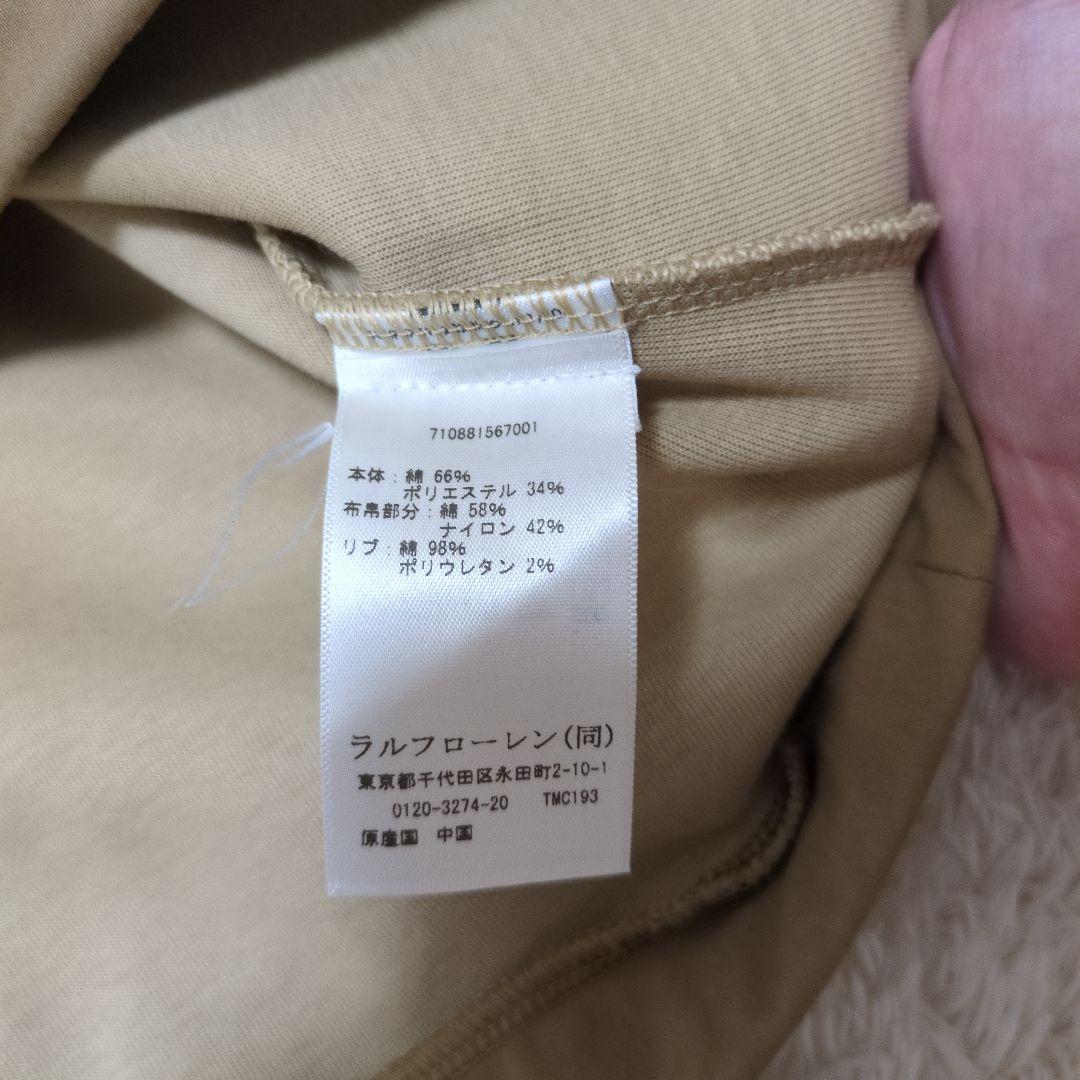 710881567001
本体：綿 66%
ポリエステル 34%
布帛部分：綿 58%
ナイロン 42%
リブ：綿 98%
ポリウレタン 2%
ラルフローレン(同)
東京都千代田区永田町2-10-1
0120-3274-20 TMC193
原産国 中国